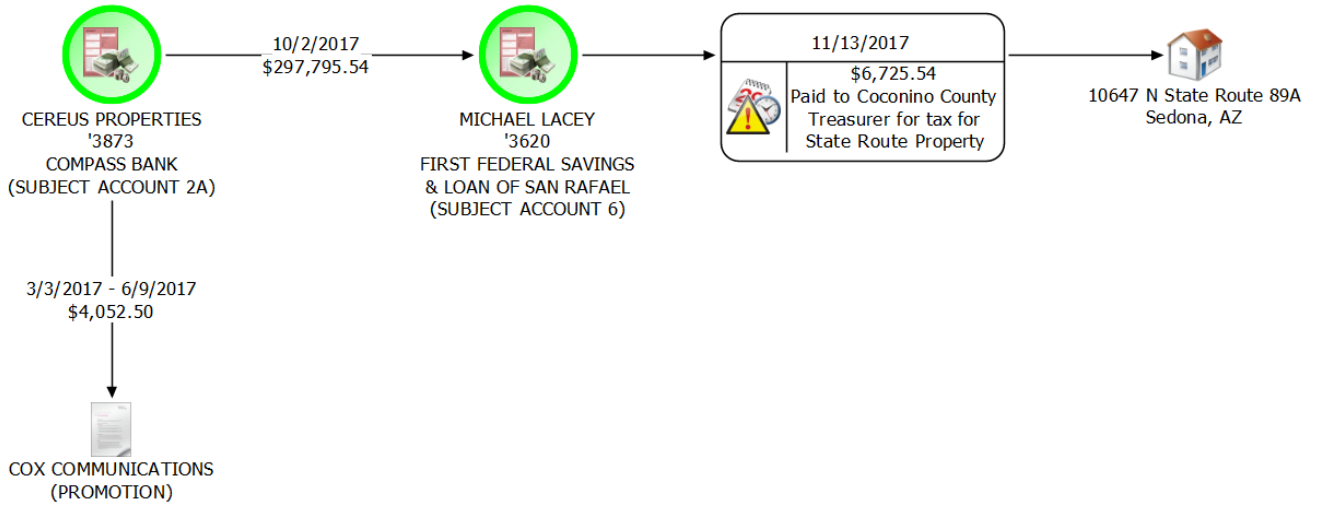 10/2/2017
$297,795.54
11/13/2017
$6,725.54
Paid to Coconino County
Treasurer for tax for
State Route Property
10647 N State Route 89A
Sedona, AZ
CEREUS PROPERTIES
'3873
COMPASS BANK
(SUBJECT ACCOUNT 2A)
MICHAEL LACEY
'3620
FIRST FEDERAL SAVINGS
& LOAN OF SAN RAFAEL
(SUBJECT ACCOUNT 6)
3/3/2017 - 6/9/2017
$4,052.50
COX COMMUNICATIONS
(PROMOTION)